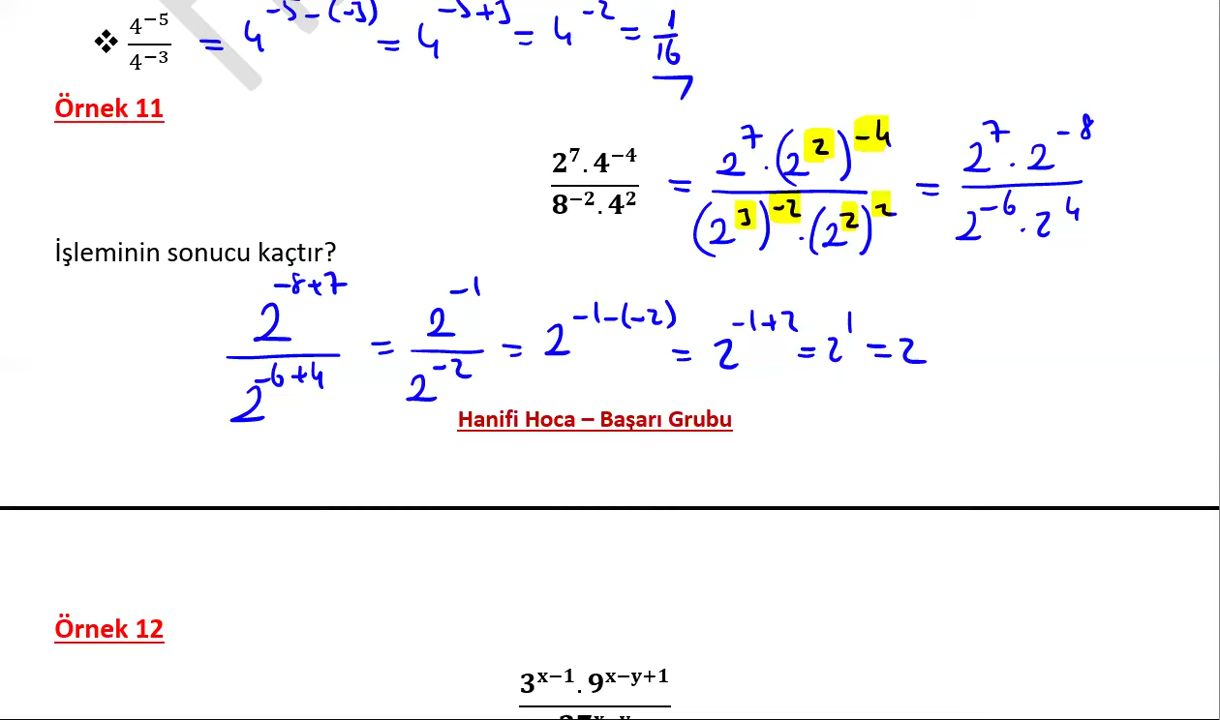 ❖ 4⁻⁵/4⁻³ = 4^(-5-(-3)) = 4^(-5+3) = 4^(-2) = 1/16
Örnek 11
(2⁷ . 4⁻⁴)/(8⁻² . 4²) = (2⁷ . (2²)⁻⁴)/((2³)⁻² . (2²)²) = (2⁷ . 2⁻⁸)/(2⁻⁶ . 2⁴)
İşleminin sonucu kaçtır?
2^(-8+7)/2^(-6+4) = 2⁻¹/2⁻² = 2^(-1-(-2)) = 2^(-1+2) = 2¹ = 2
Hanifi Hoca – Başarı Grubu
Örnek 12
3^(x−1) . 9^(x−y+1)